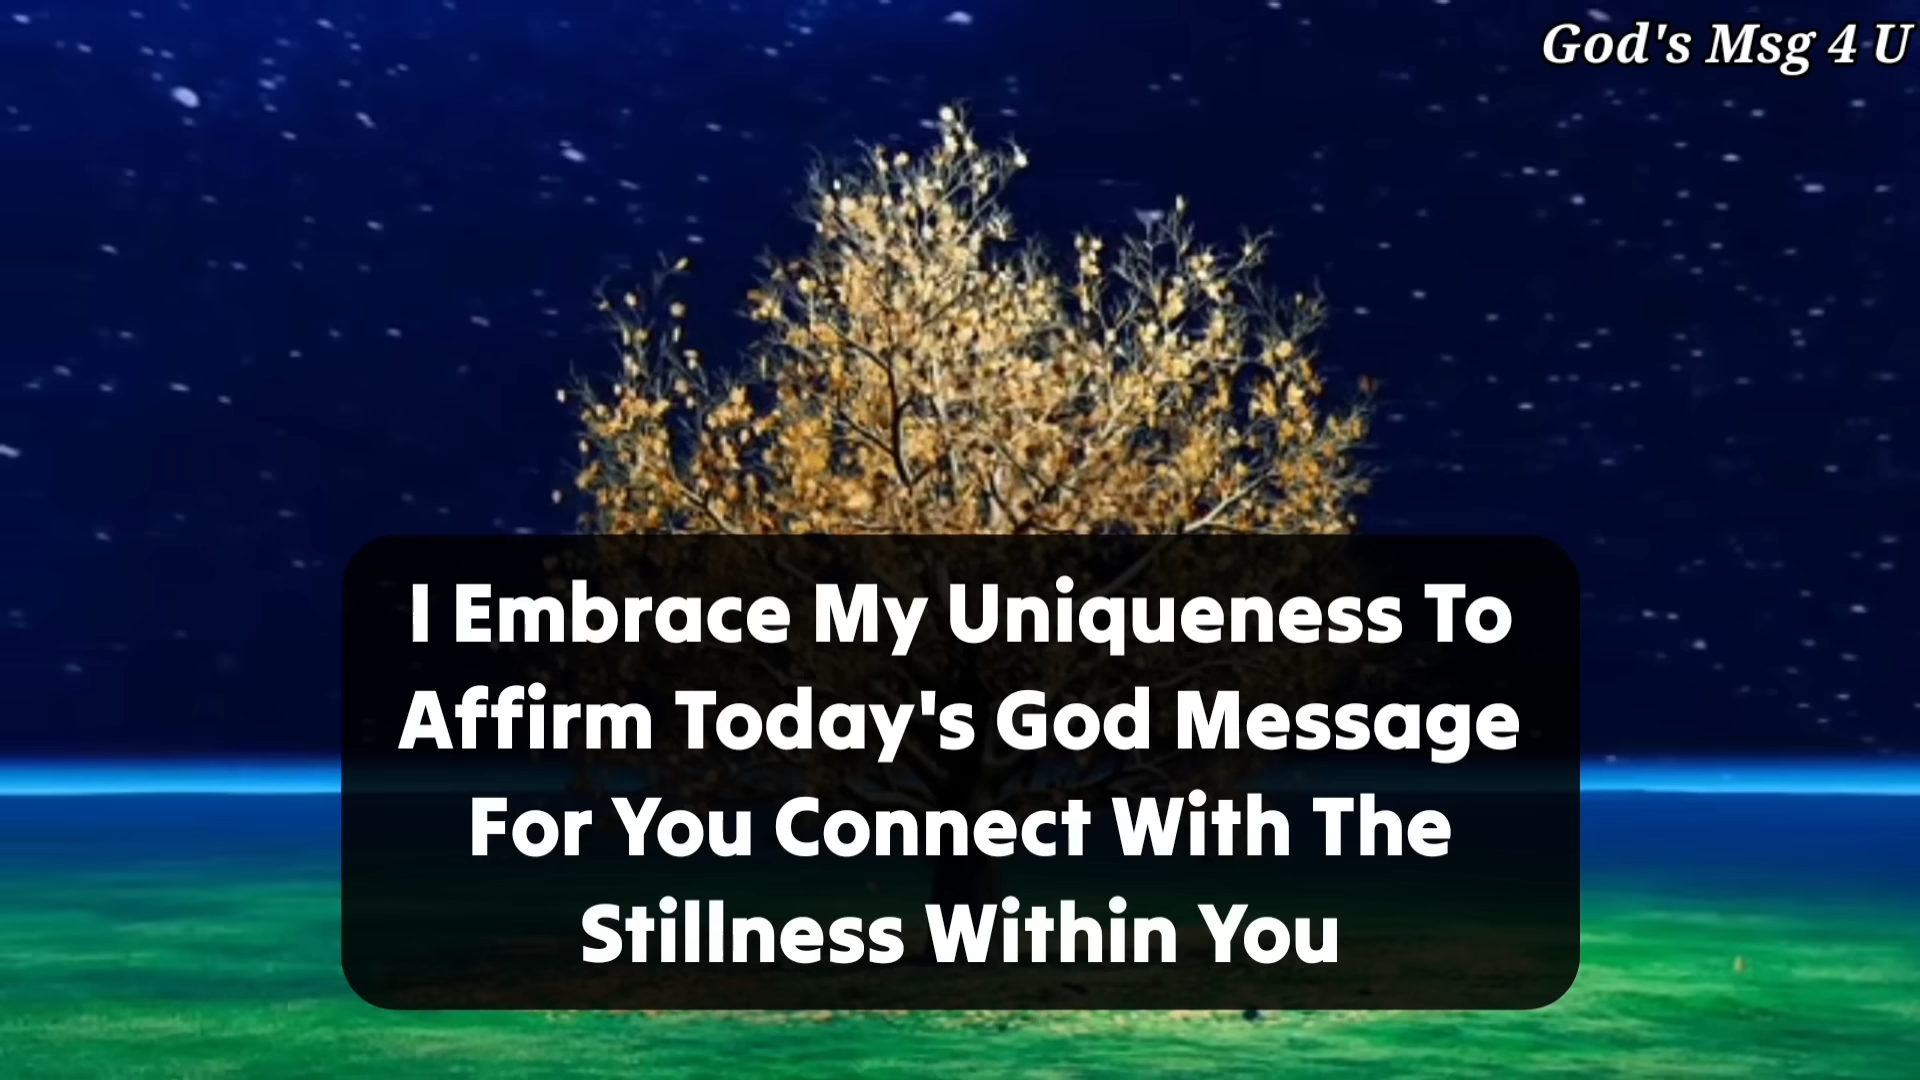 God's Msg 4 U
I Embrace My Uniqueness To
Affirm Today's God Message
For You Connect With The
Stillness Within You